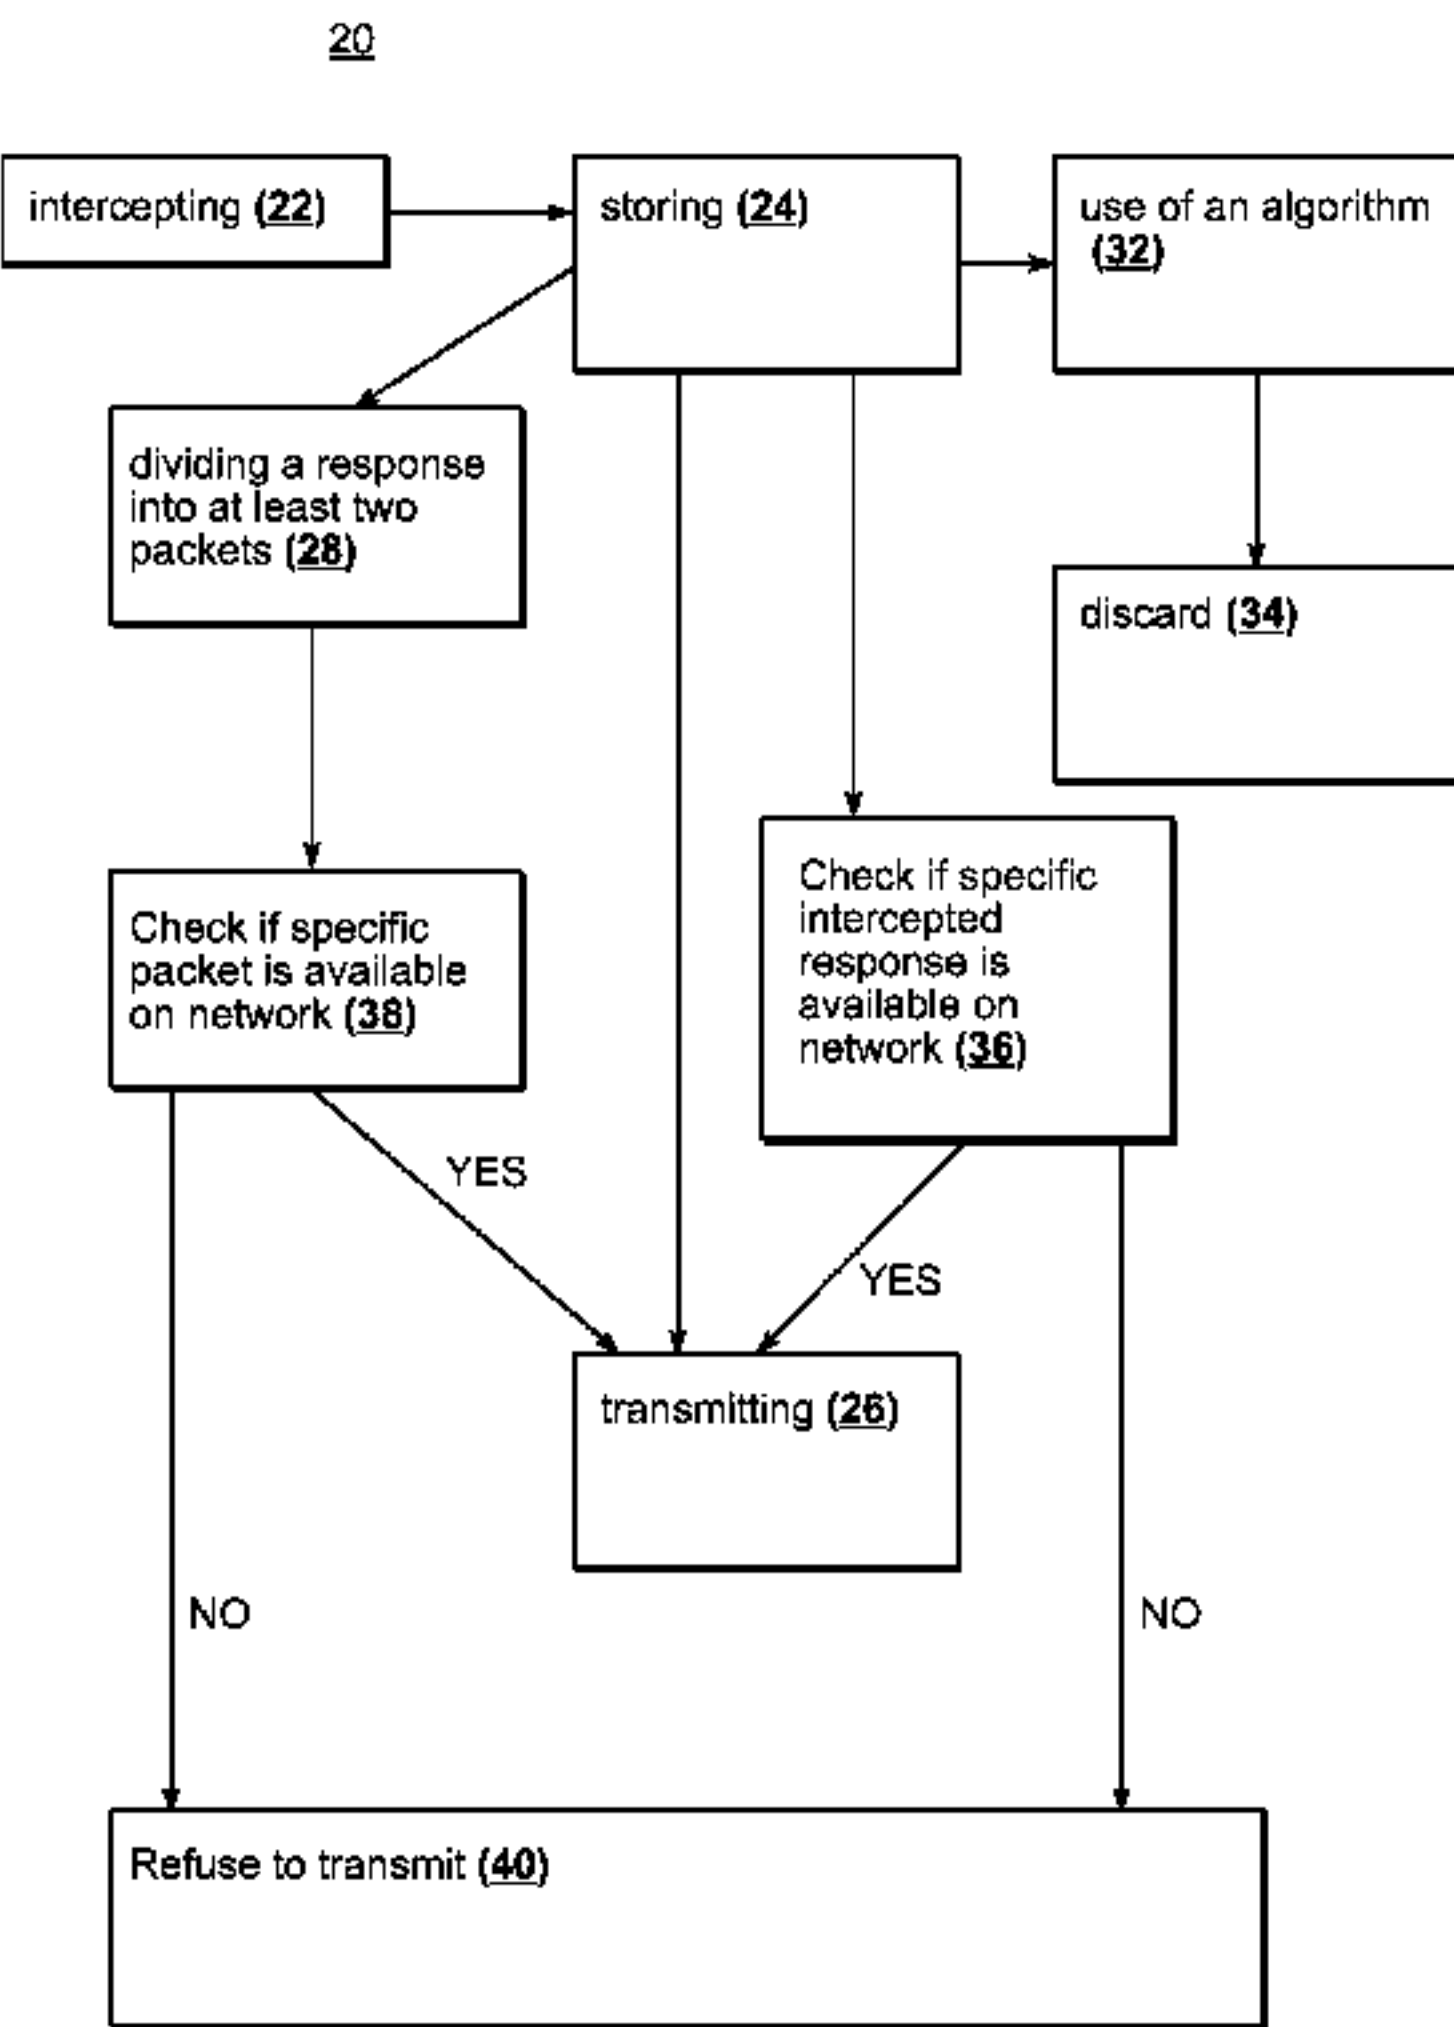 20
intercepting (22)
storing (24)
use of an algorithm
(32)
dividing a response
into at least two
packets (28)
discard (34)
Check if specific
intercepted
response is
available on
network (36)
Check if specific
packet is available
on network (38)
YES
YES
transmitting (26)
NO
NO
Refuse to transmit (40)